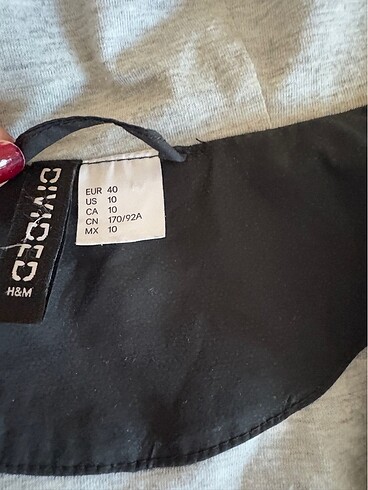 DIVIDED
H&M
EUR 40
US 10
CA 10
CN 170/92A
MX 10